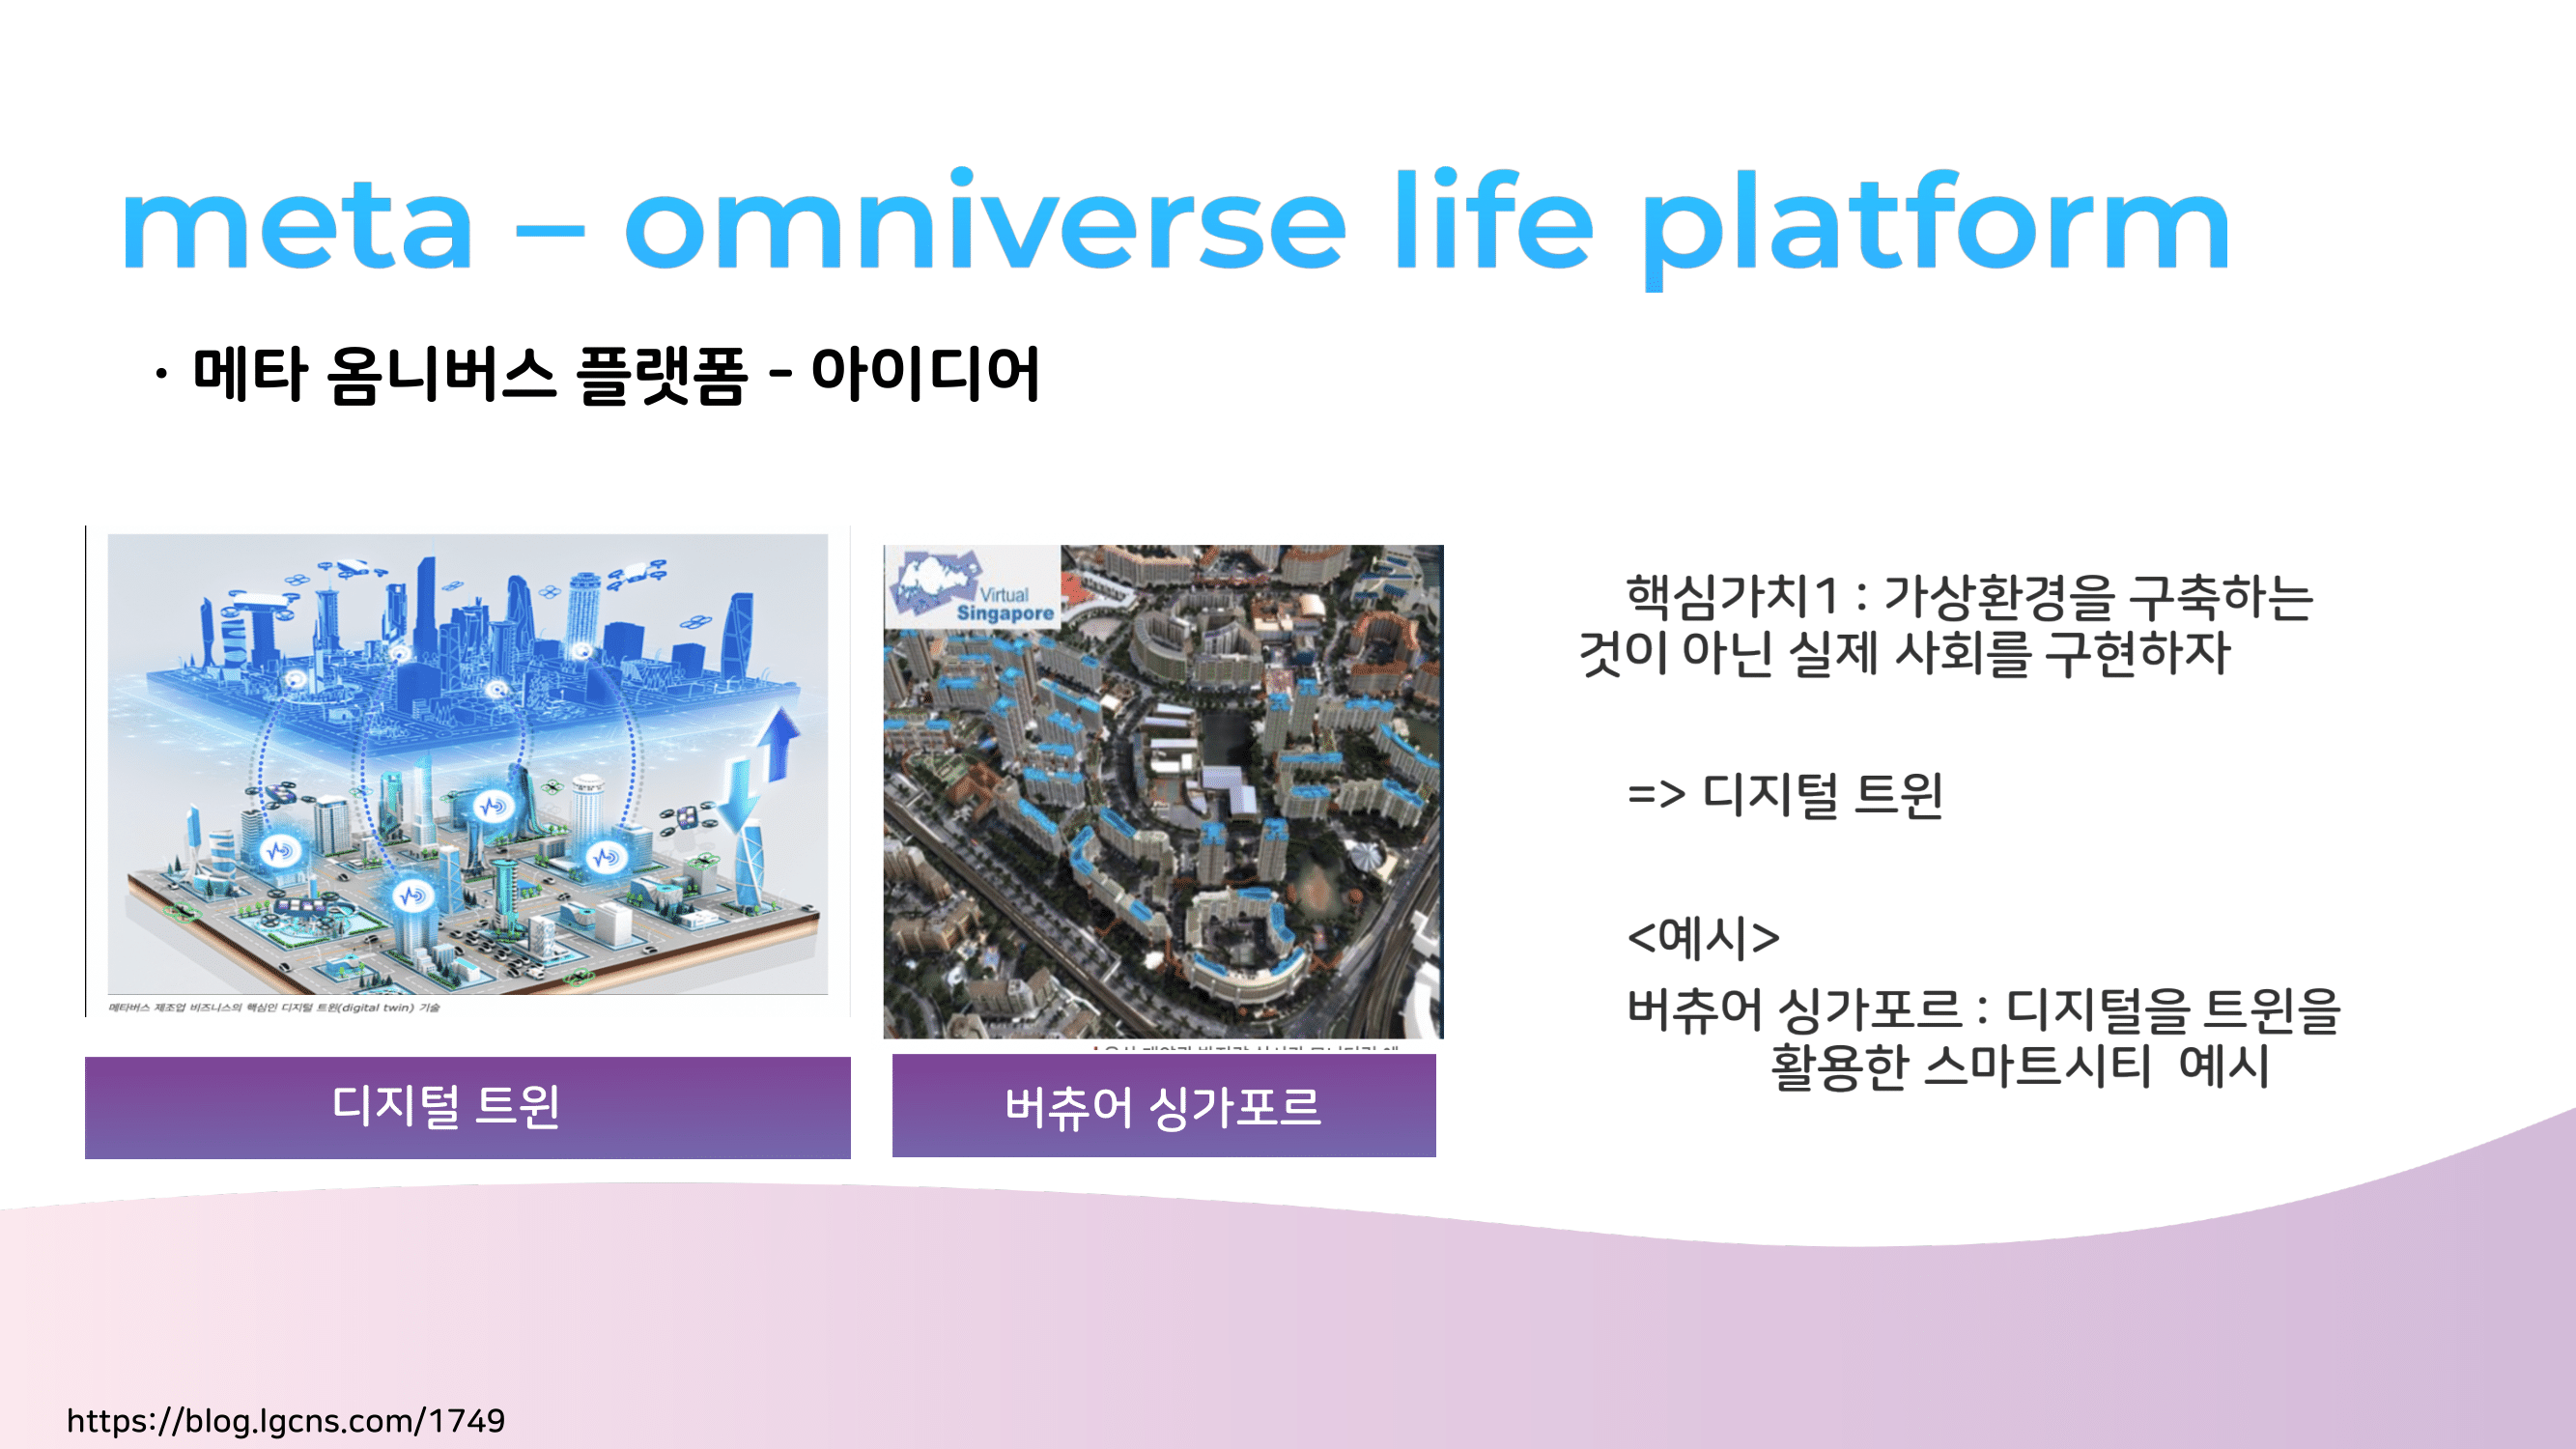 meta – omniverse life platform
· 메타 옴니버스 플랫폼 - 아이디어
Virtual
Singapore
메타버스 제조업 비즈니스의 핵심인 디지털 트윈(digital twin) 기술
디지털 트윈
버츄어 싱가포르
핵심가치1 : 가상환경을 구축하는
것이 아닌 실제 사회를 구현하자
=> 디지털 트윈
<예시>
버츄어 싱가포르 : 디지털을 트윈을
활용한 스마트시티 예시
https://blog.lgcns.com/1749